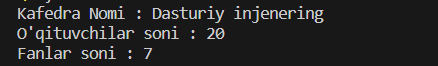 Kafedra Nomi : Dasturiy injenering
O'qituvchilar soni : 20
Fanlar soni : 7